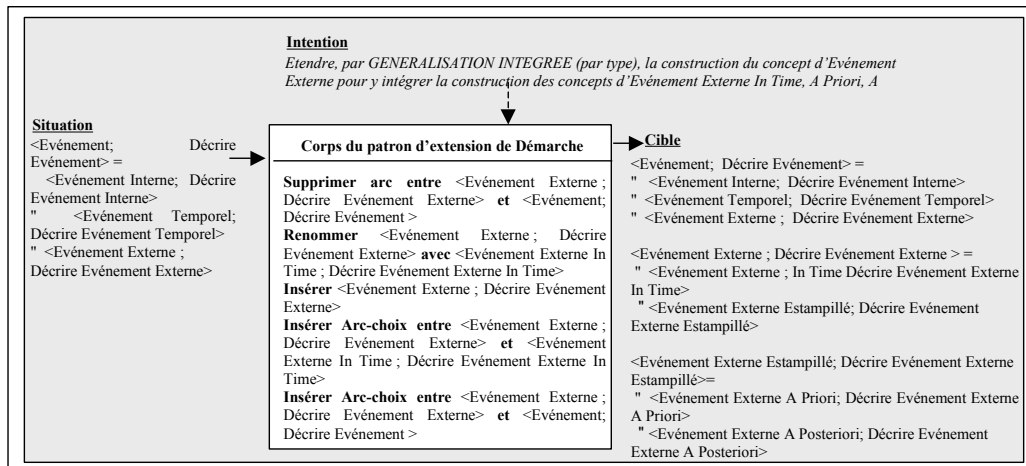 Intention
Etendre, par GENERALISATION INTEGREE (par type), la construction du concept d'Evénement
Externe pour y intégrer la construction des concepts d'Evénement Externe In Time, A Priori, A
Situation
<Evénement; Décrire
Evénement> =
<Evénement Interne; Décrire
Evénement Interne>
" <Evénement Temporel;
Décrire Evénement Temporel>
" <Evénement Externe ;
Décrire Evénement Externe>
Corps du patron d'extension de Démarche
Supprimer arc entre <Evénement Externe ;
Décrire Evénement Externe> et <Evénement;
Décrire Evénement >
Renommer <Evénement Externe ; Décrire
Evénement Externe> avec <Evénement Externe In
Time ; Décrire Evénement Externe In Time>
Insérer <Evénement Externe ; Décrire Evénement
Externe>
Insérer Arc-choix entre <Evénement Externe ;
Décrire Evénement Externe> et <Evénement
Externe In Time ; Décrire Evénement Externe In
Time>
Insérer Arc-choix entre <Evénement Externe ;
Décrire Evénement Externe> et <Evénement;
Décrire Evénement >
Cible
<Evénement; Décrire Evénement> =
" <Evénement Interne; Décrire Evénement Interne>
" <Evénement Temporel; Décrire Evénement Temporel>
" <Evénement Externe ; Décrire Evénement Externe>
<Evénement Externe ; Décrire Evénement Externe > =
" <Evénement Externe ; In Time Décrire Evénement Externe
In Time>
" <Evénement Externe Estampillé; Décrire Evénement
Externe Estampillé>
<Evénement Externe Estampillé; Décrire Evénement Externe
Estampillé>=
" <Evénement Externe A Priori; Décrire Evénement Externe
A Priori>
" <Evénement Externe A Posteriori; Décrire Evénement
Externe A Posteriori>